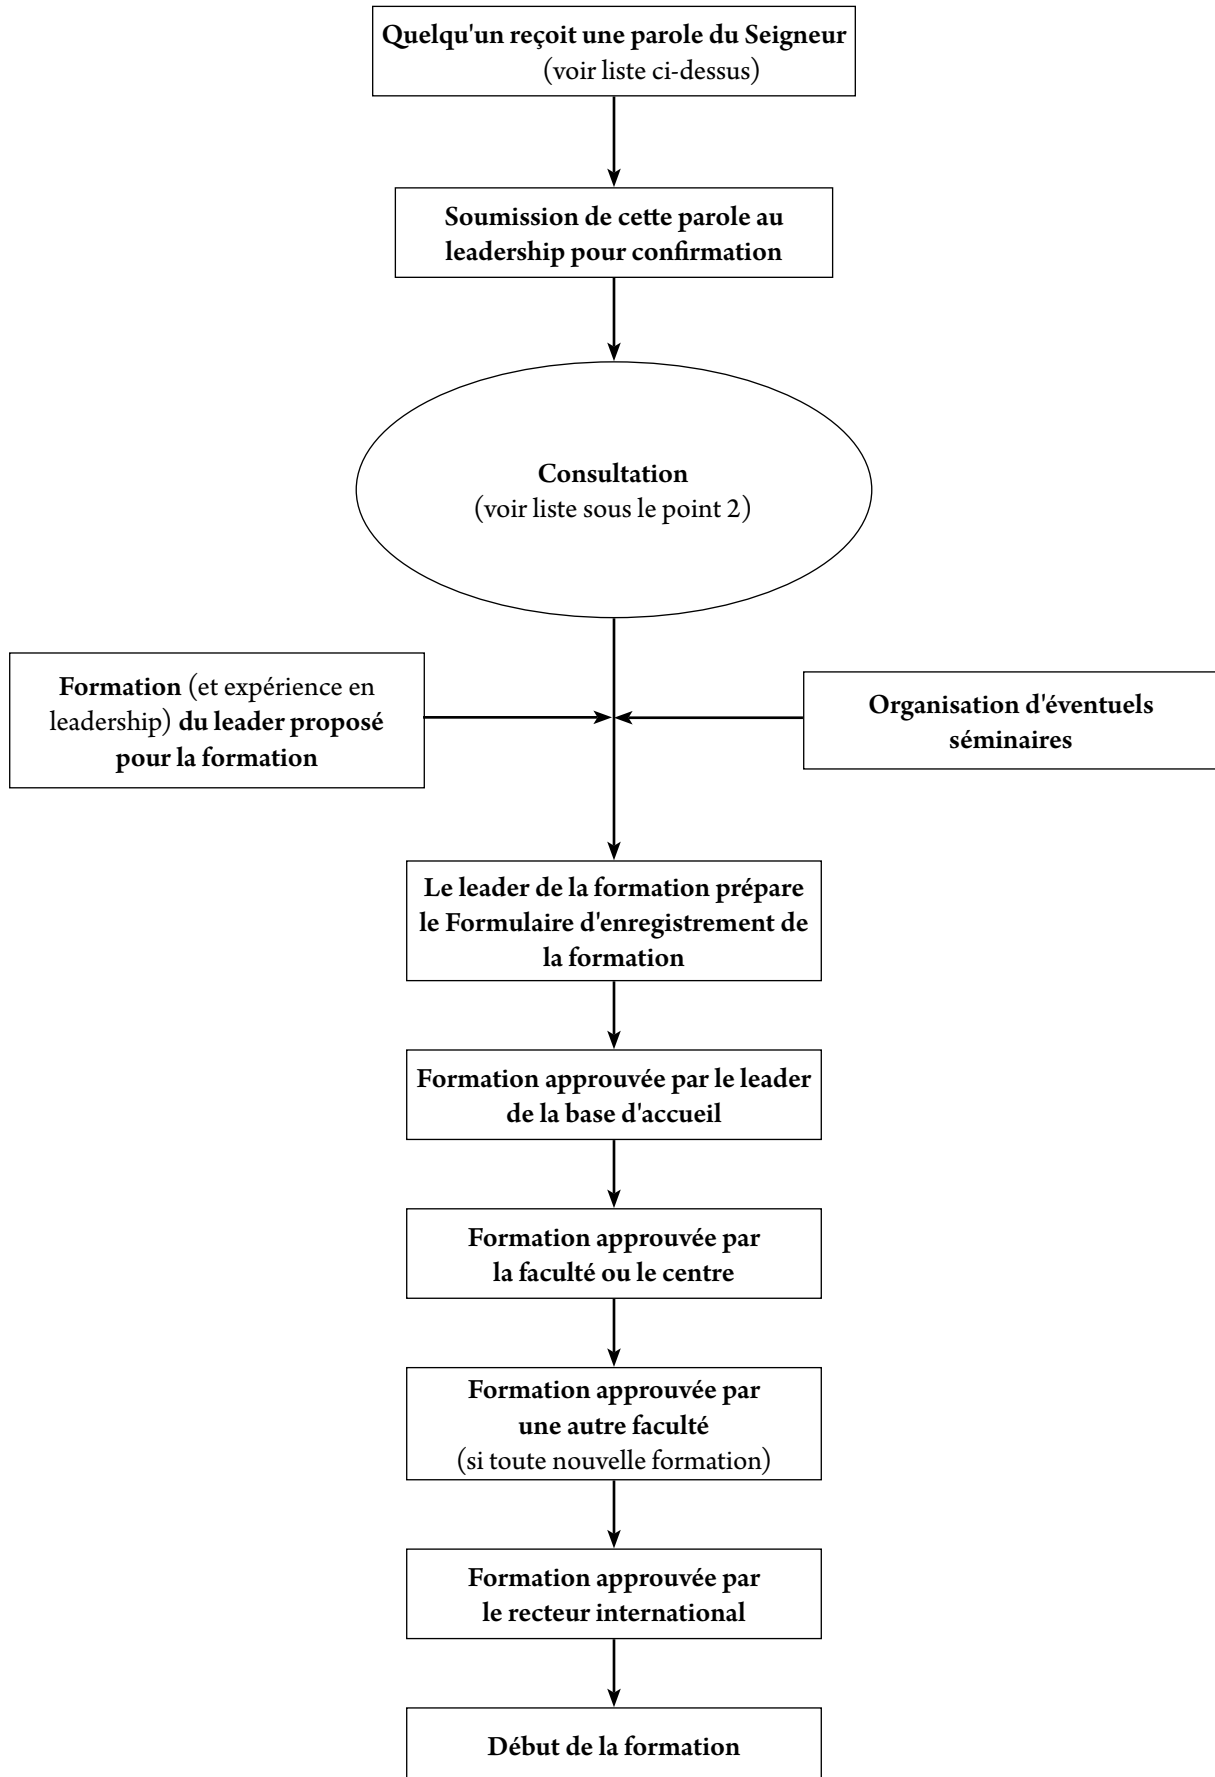 Quelqu'un reçoit une parole du Seigneur
(voir liste ci-dessus)
Soumission de cette parole au
leadership pour confirmation
Consultation
(voir liste sous le point 2)
Formation (et expérience en
leadership) du leader proposé
pour la formation
Organisation d'éventuels
séminaires
Le leader de la formation prépare
le Formulaire d'enregistrement de
la formation
Formation approuvée par le leader
de la base d'accueil
Formation approuvée par
la faculté ou le centre
Formation approuvée par
une autre faculté
(si toute nouvelle formation)
Formation approuvée par
le recteur international
Début de la formation